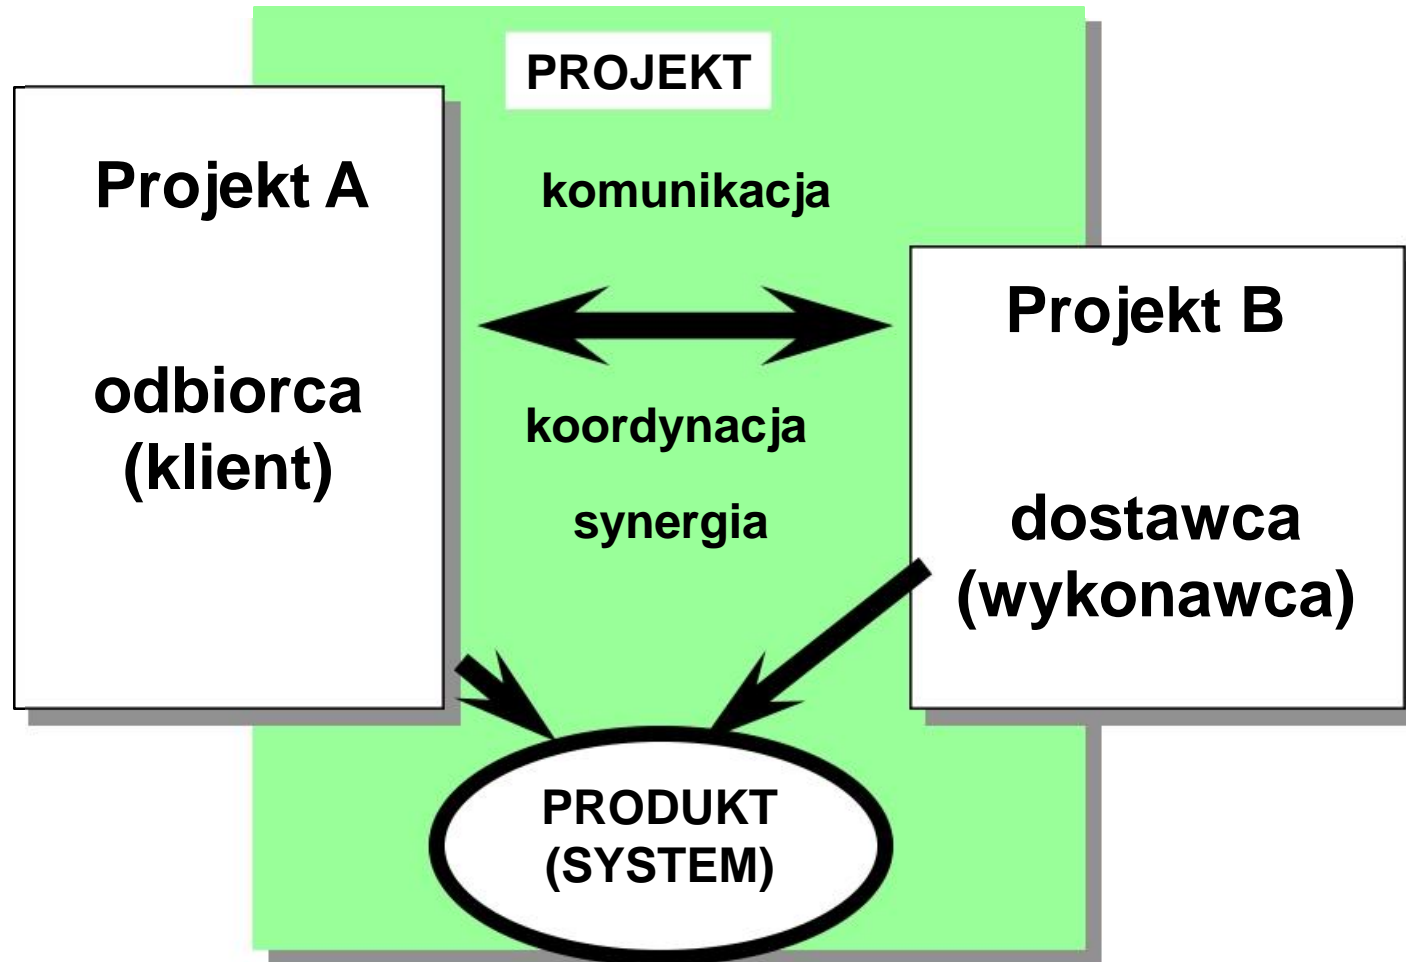 PROJEKT
Projekt A
odbiorca
(klient)
komunikacja
koordynacja
synergia
Projekt B
dostawca
(wykonawca)
PRODUKT
(SYSTEM)